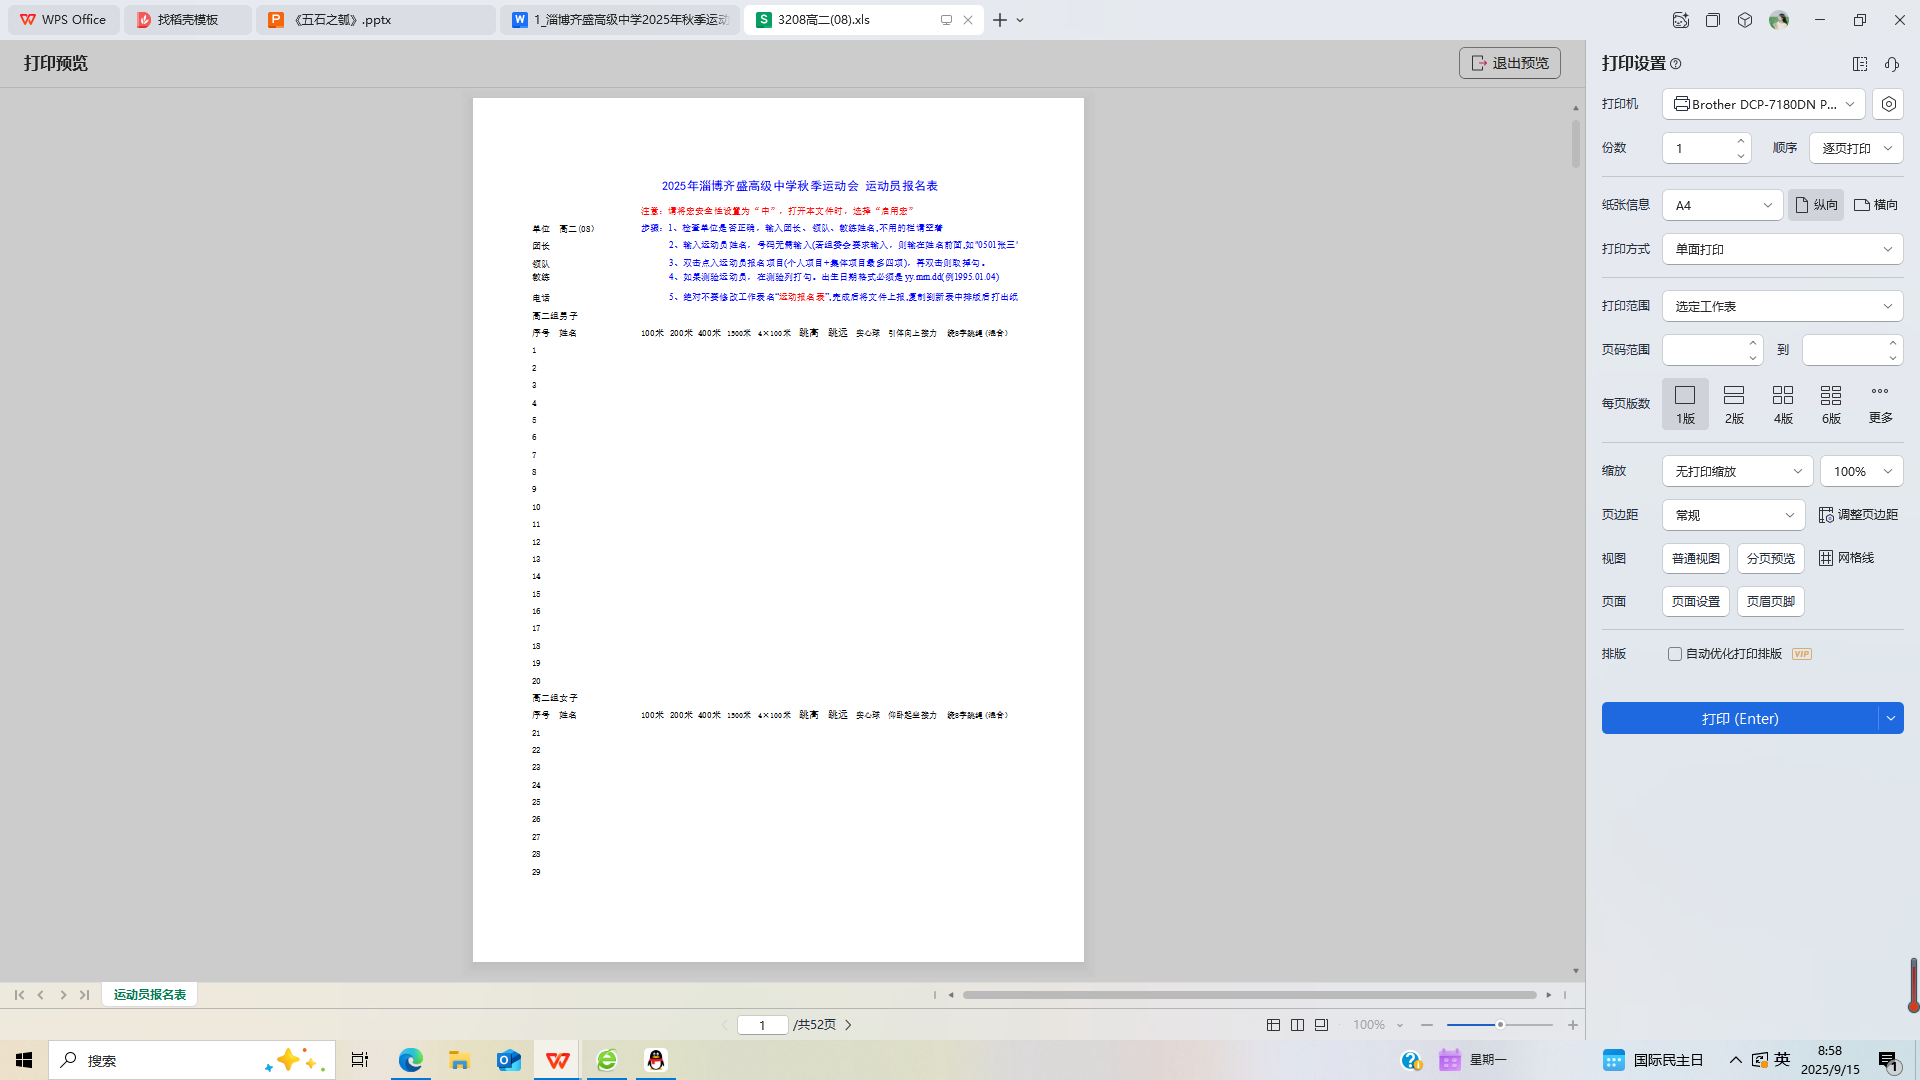 WPS Office
找稻壳模板
《五石之瓠》.pptx
1_淄博齐盛高级中学2025年秋季运动
3208高二(08).xls
打印预览
退出预览
2025年淄博齐盛高级中学秋季运动会 运动员报名表
注意：请将宏安全性设置为“中”，打开本文件时，选择“启用宏”
单位 高二(08) 步骤：1、检查单位是否正确，输入团长、领队、教练姓名,不用的栏请空着
团长 2、输入运动员姓名，号码无需输入(若组委会要求输入，则输在姓名前面,如"0501张三"
领队 3、双击点入运动员报名项目(个人项目+集体项目最多四项)，再双击则取掉勾。
教练 4、如果测验运动员，在测验列打勾。出生日期格式必须是yy.mm.dd(例1995.01.04)
电话 5、绝对不要修改工作表名"运动报名表",完成后将文件上报,复制到新表中排版后打出纸
高二组男子
序号 姓名 100米 200米 400米 1500米 4×100米 跳高 跳远 实心球 引体向上接力 绕8字跳绳(混合)
1
2
3
4
5
6
7
8
9
10
11
12
13
14
15
16
17
18
19
20
高二组女子
序号 姓名 100米 200米 400米 1500米 4×100米 跳高 跳远 实心球 仰卧起坐接力 绕8字跳绳(混合)
21
22
23
24
25
26
27
28
29
运动员报名表
1 /共52页
100%
打印设置
打印机 Brother DCP-7180DN P...
份数 1 顺序 逐页打印
纸张信息 A4 纵向 横向
打印方式 单面打印
打印范围 选定工作表
页码范围 到
每页版数 1版 2版 4版 6版 更多
缩放 无打印缩放 100%
页边距 常规 调整页边距
视图 普通视图 分页预览 网格线
页面 页面设置 页眉页脚
排版 自动优化打印排版 VIP
打印 (Enter)
搜索
星期一
国际民主日
英
8:58
2025/9/15
1